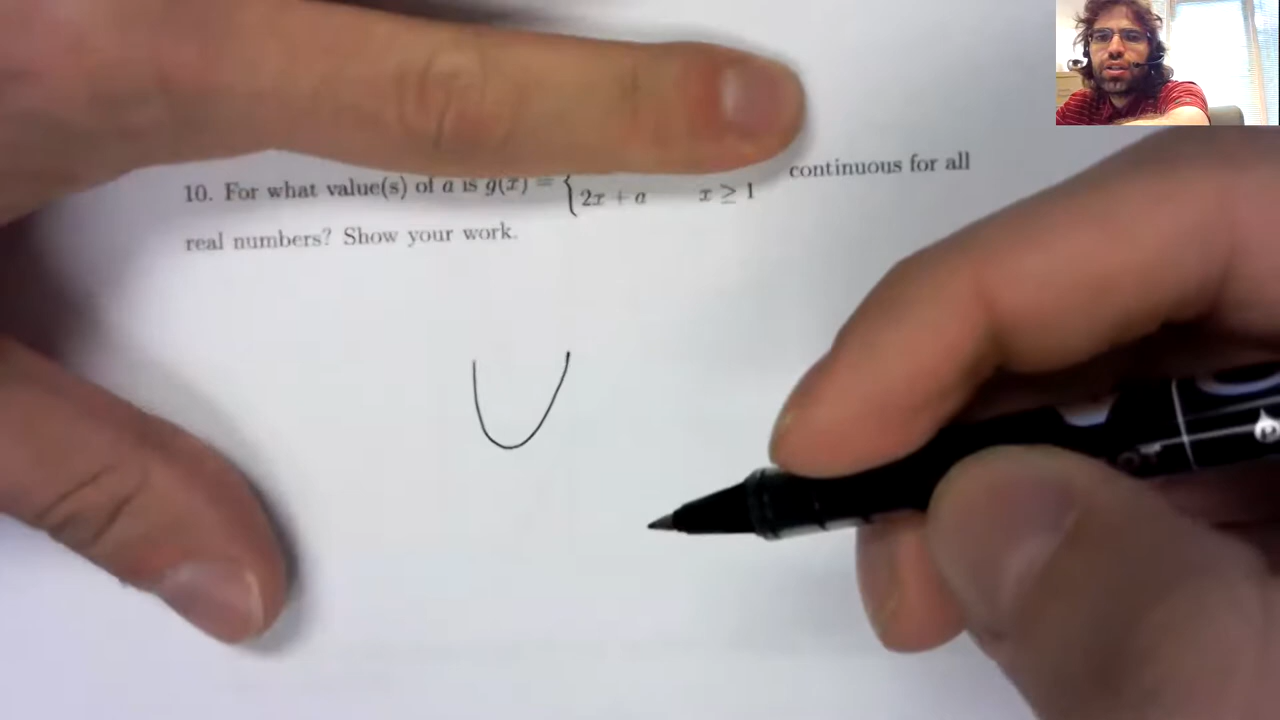 10. For what value(s) of a is g(x) = { 2x + a x ≥ 1 continuous for all
real numbers? Show your work.